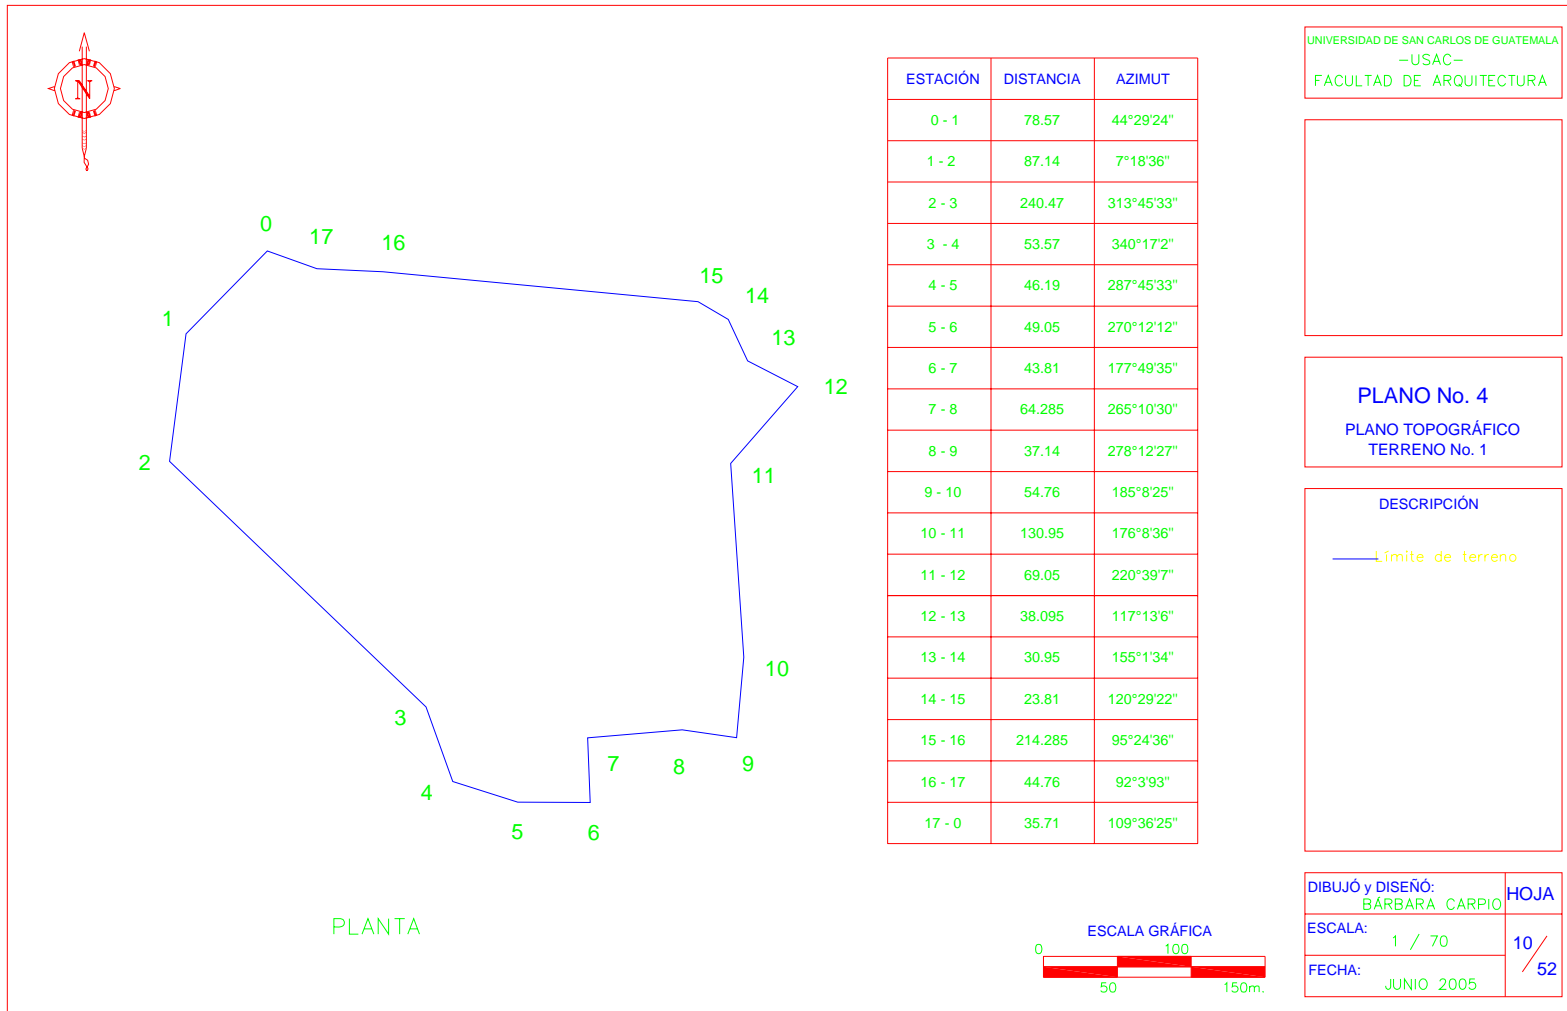 N
0
17
16
15
14
13
12
11
10
9
8
7
6
5
4
3
2
1
PLANTA
ESTACIÓN DISTANCIA AZIMUT
0 - 1 78.57 44°29'24"
1 - 2 87.14 7°18'36"
2 - 3 240.47 313°45'33"
3 - 4 53.57 340°17'2"
4 - 5 46.19 287°45'33"
5 - 6 49.05 270°12'12"
6 - 7 43.81 177°49'35"
7 - 8 64.285 265°10'30"
8 - 9 37.14 278°12'27"
9 - 10 54.76 185°8'25"
10 - 11 130.95 176°8'36"
11 - 12 69.05 220°39'7"
12 - 13 38.095 117°13'6"
13 - 14 30.95 155°1'34"
14 - 15 23.81 120°29'22"
15 - 16 214.285 95°24'36"
16 - 17 44.76 92°3'93"
17 - 0 35.71 109°36'25"
ESCALA GRÁFICA
0 100
50 150m.
UNIVERSIDAD DE SAN CARLOS DE GUATEMALA
-USAC-
FACULTAD DE ARQUITECTURA
PLANO No. 4
PLANO TOPOGRÁFICO
TERRENO No. 1
DESCRIPCIÓN
Límite de terreno
DIBUJÓ y DISEÑÓ:
BÁRBARA CARPIO
HOJA
ESCALA:
1 / 70
10/52
FECHA:
JUNIO 2005